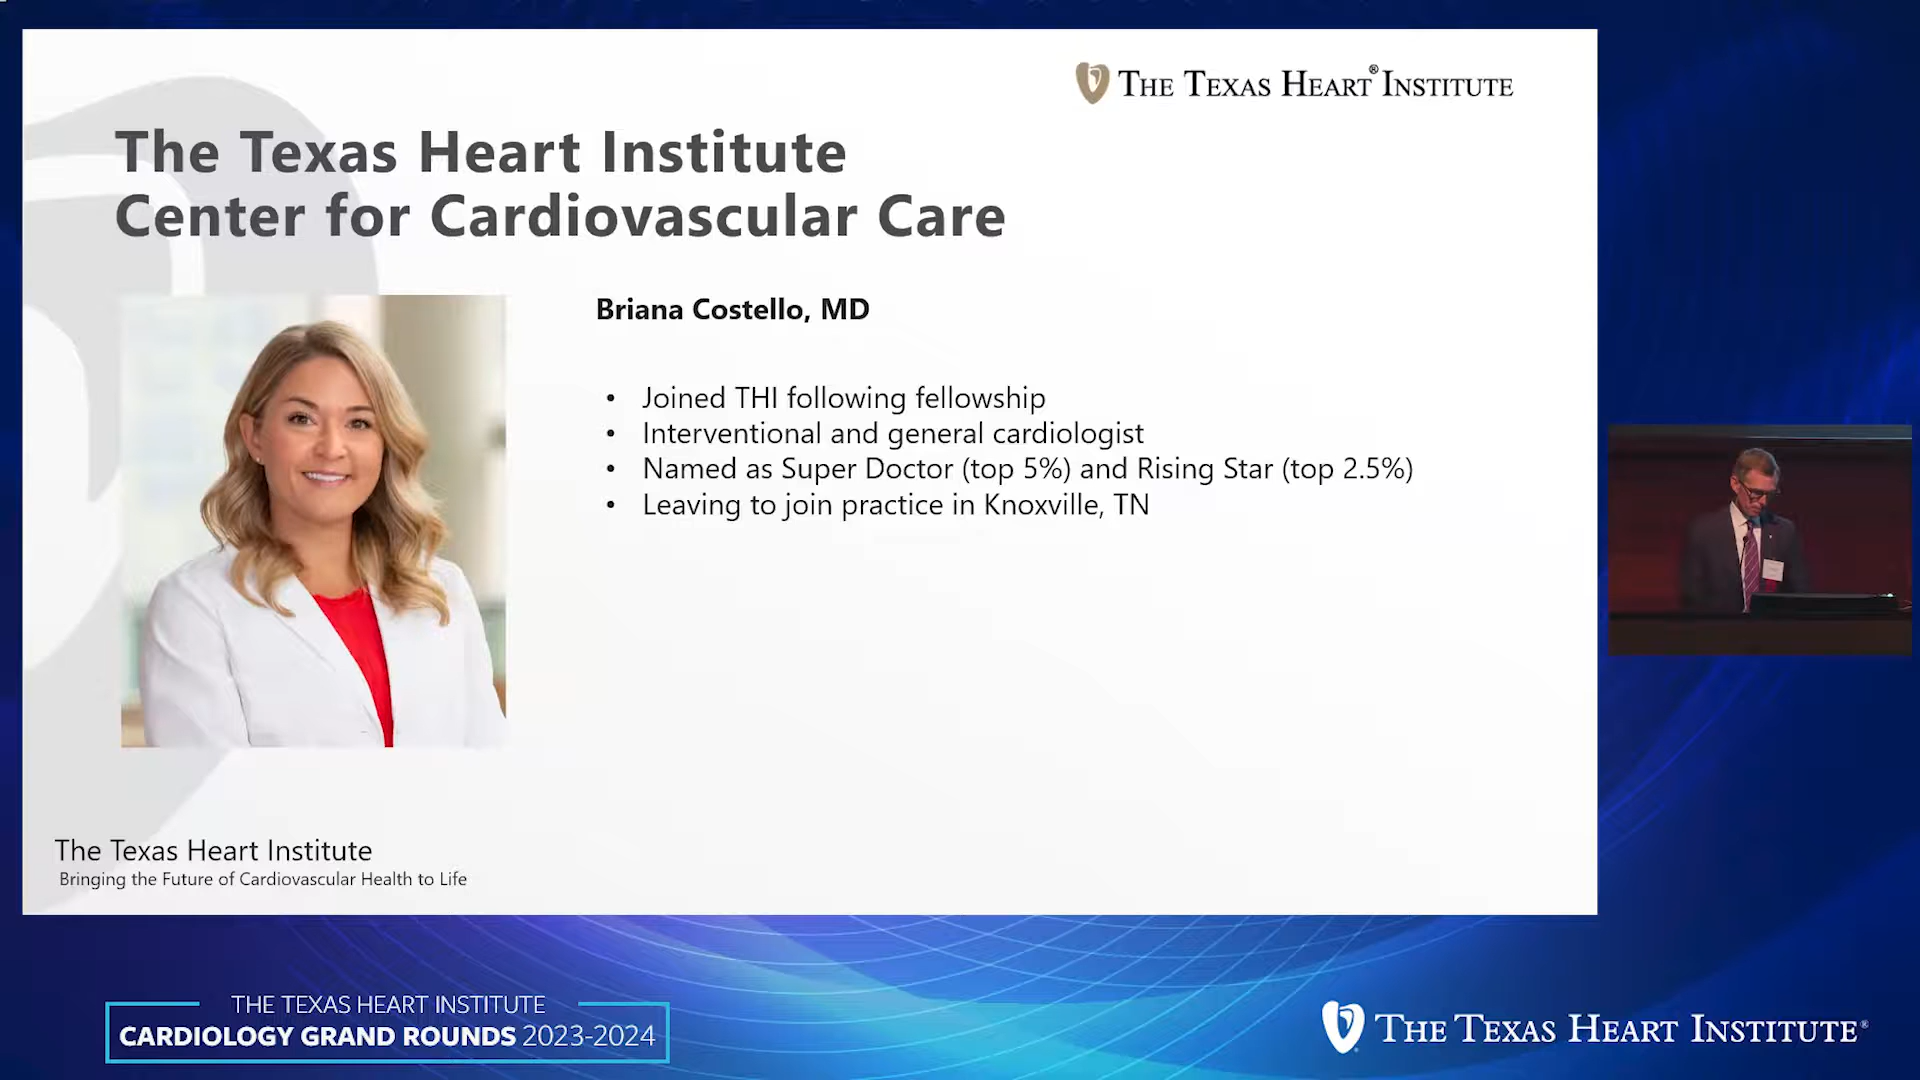 THE TEXAS HEART® INSTITUTE
The Texas Heart Institute
Center for Cardiovascular Care
Briana Costello, MD
• Joined THI following fellowship
• Interventional and general cardiologist
• Named as Super Doctor (top 5%) and Rising Star (top 2.5%)
• Leaving to join practice in Knoxville, TN
The Texas Heart Institute
Bringing the Future of Cardiovascular Health to Life
THE TEXAS HEART INSTITUTE
CARDIOLOGY GRAND ROUNDS 2023-2024
THE TEXAS HEART INSTITUTE®